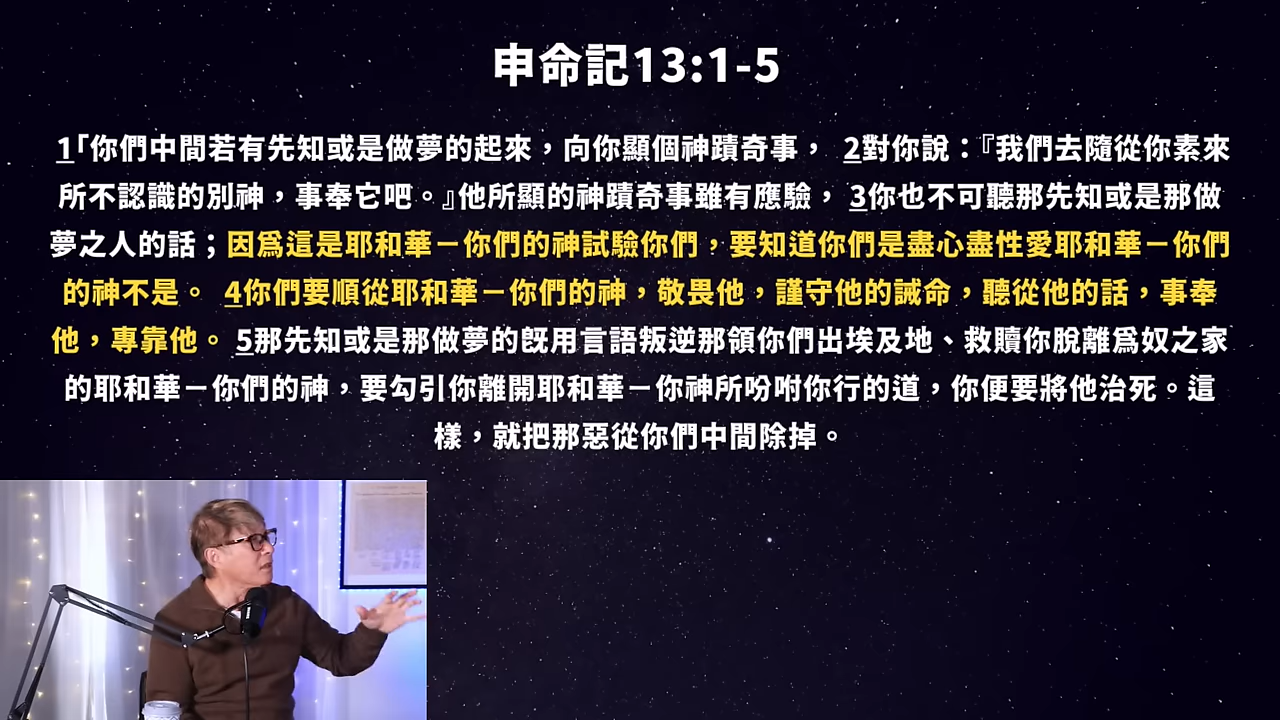 申命記13:1-5
1「你們中間若有先知或是做夢的起來，向你顯個神蹟奇事， 2對你說：『我們去隨從你素來
所不認識的別神，事奉它吧。』他所顯的神蹟奇事雖有應驗， 3你也不可聽那先知或是那做
夢之人的話；因爲這是耶和華－你們的神試驗你們，要知道你們是盡心盡性愛耶和華－你們
的神不是。 4你們要順從耶和華－你們的神，敬畏他，謹守他的誡命，聽從他的話，事奉
他，專靠他。 5那先知或是那做夢的旣用言語叛逆那領你們出埃及地、救贖你脫離爲奴之家
的耶和華－你們的神，要勾引你離開耶和華－你神所吩咐你行的道，你便要將他治死。這
樣，就把那惡從你們中間除掉。